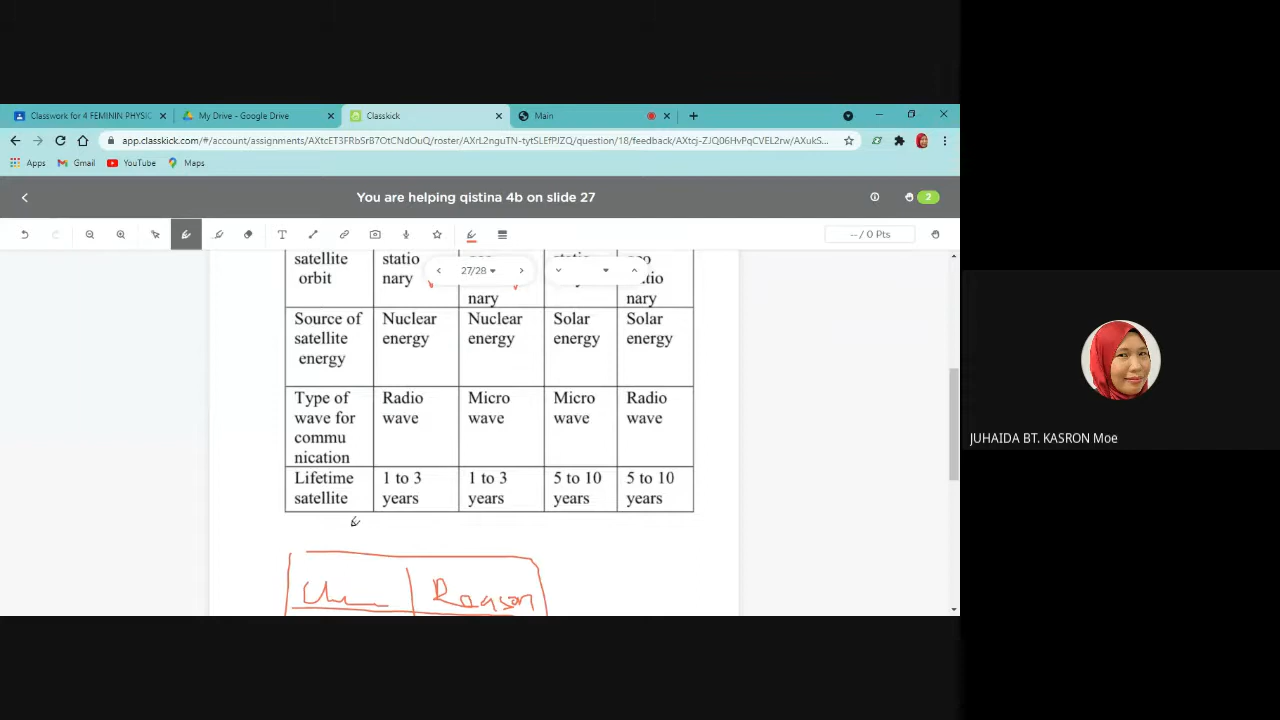 Classwork for 4 FEMININ PHYSIC
My Drive - Google Drive
Classkick
Main
app.classkick.com/#/account/assignments/AXtcET3FRbSrB7OtCNdOuQ/roster/AXrL2nguTN-tytSLEfPJZQ/question/18/feedback/AXtcj-ZJQ06HvPqCVEL2rw/AXukS...
Apps
Gmail
YouTube
Maps
You are helping qistina 4b on slide 27
2
-- / 0 Pts
27/28
satellite orbit
statio nary
nary
nary
Source of satellite energy
Nuclear energy
Nuclear energy
Solar energy
Solar energy
Type of wave for commu nication
Radio wave
Micro wave
Micro wave
Radio wave
Lifetime satellite
1 to 3 years
1 to 3 years
5 to 10 years
5 to 10 years
Reason
JUHAIDA BT. KASRON Moe